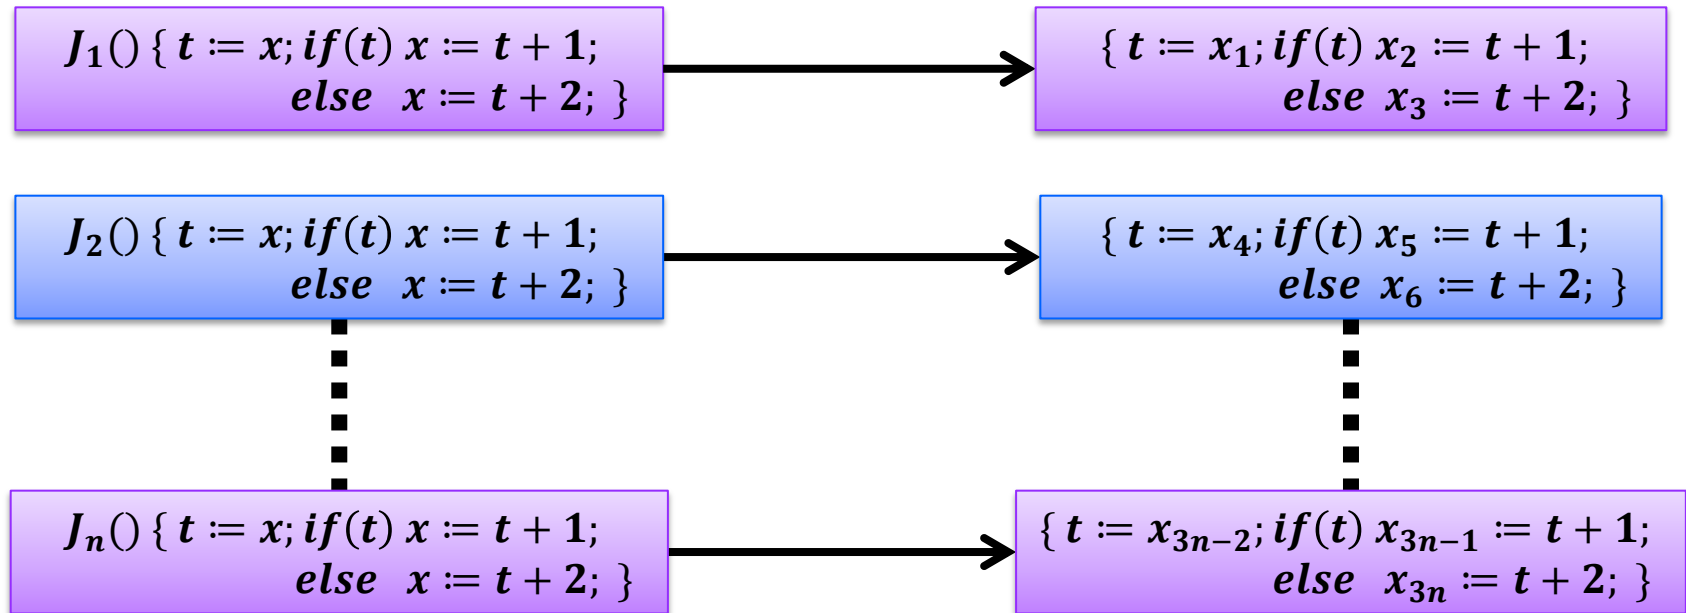 J₁() { t := x; if(t) x := t + 1;
else x := t + 2; }
{ t := x₁; if(t) x₂ := t + 1;
else x₃ := t + 2; }
J₂() { t := x; if(t) x := t + 1;
else x := t + 2; }
{ t := x₄; if(t) x₅ := t + 1;
else x₆ := t + 2; }
Jₙ() { t := x; if(t) x := t + 1;
else x := t + 2; }
{ t := x₃ₙ₋₂; if(t) x₃ₙ₋₁ := t + 1;
else x₃ₙ := t + 2; }